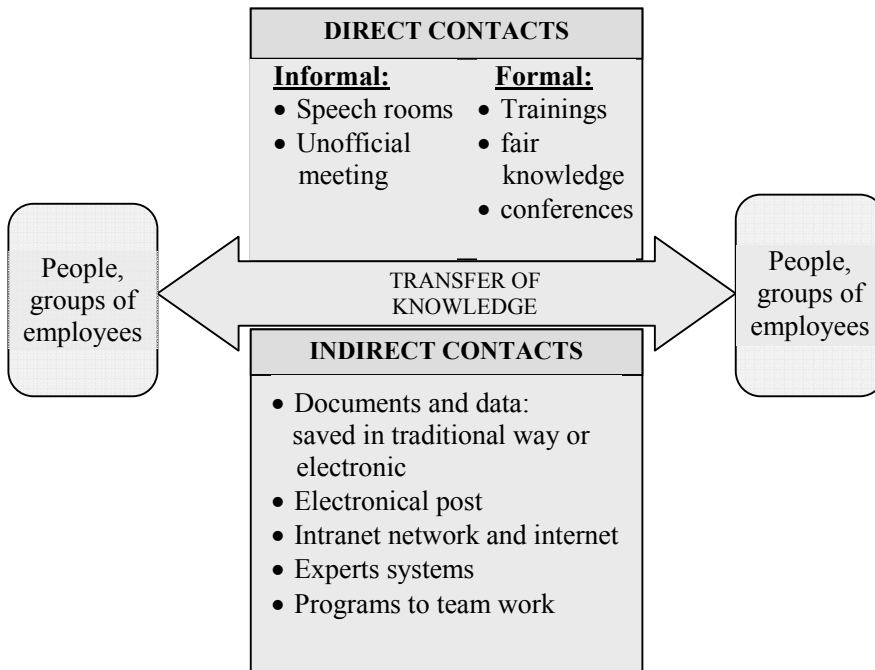 DIRECT CONTACTS
Informal:
• Speech rooms
• Unofficial
meeting
Formal:
• Trainings
• fair
knowledge
• conferences
People,
groups of
employees
TRANSFER OF
KNOWLEDGE
People,
groups of
employees
INDIRECT CONTACTS
• Documents and data:
saved in traditional way or
electronic
• Electronical post
• Intranet network and internet
• Experts systems
• Programs to team work